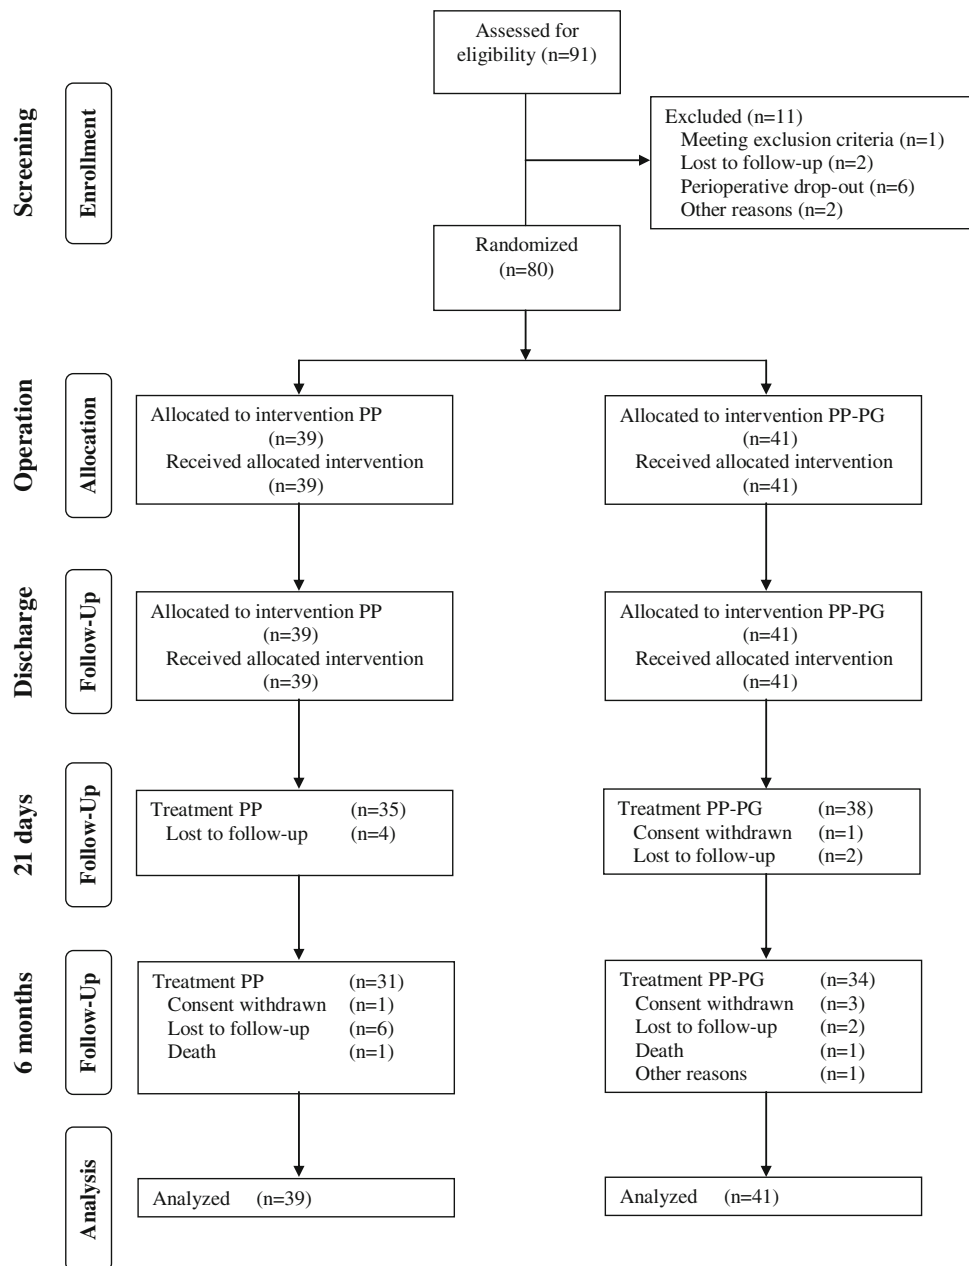 Assessed for
eligibility (n=91)
Screening
Enrollment
Excluded (n=11)
Meeting exclusion criteria (n=1)
Lost to follow-up (n=2)
Perioperative drop-out (n=6)
Other reasons (n=2)
Randomized
(n=80)
Operation
Allocation
Allocated to intervention PP
(n=39)
Received allocated intervention
(n=39)
Allocated to intervention PP-PG
(n=41)
Received allocated intervention
(n=41)
Discharge
Follow-Up
Allocated to intervention PP
(n=39)
Received allocated intervention
(n=39)
Allocated to intervention PP-PG
(n=41)
Received allocated intervention
(n=41)
21 days
Follow-Up
Treatment PP (n=35)
Lost to follow-up (n=4)
Treatment PP-PG (n=38)
Consent withdrawn (n=1)
Lost to follow-up (n=2)
6 months
Follow-Up
Treatment PP (n=31)
Consent withdrawn (n=1)
Lost to follow-up (n=6)
Death (n=1)
Treatment PP-PG (n=34)
Consent withdrawn (n=3)
Lost to follow-up (n=2)
Death (n=1)
Other reasons (n=1)
Analysis
Analyzed (n=39)
Analyzed (n=41)